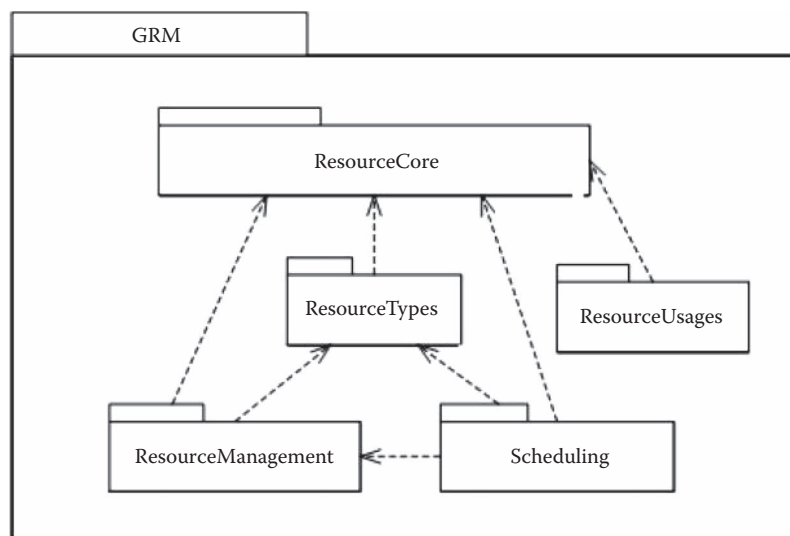 GRM
ResourceCore
ResourceTypes
ResourceUsages
ResourceManagement
Scheduling